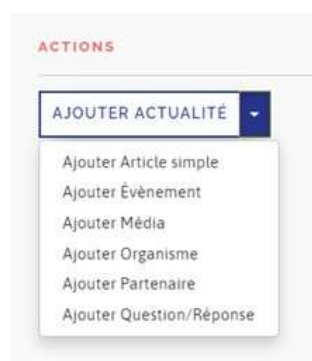 ACTIONS
AJOUTER ACTUALITÉ
Ajouter Article simple
Ajouter Évènement
Ajouter Média
Ajouter Organisme
Ajouter Partenaire
Ajouter Question/Réponse